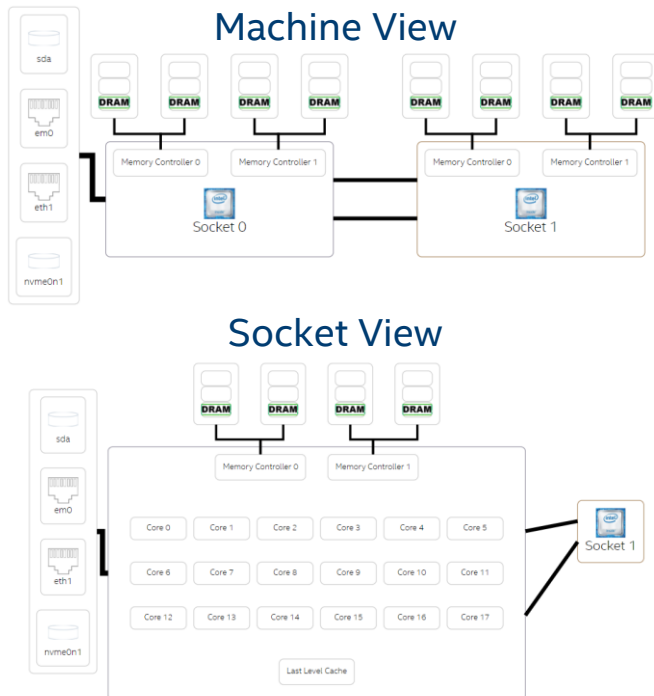 Machine View
sda
em0
eth1
nvme0n1
DRAM DRAM DRAM DRAM DRAM DRAM DRAM DRAM
Memory Controller 0 Memory Controller 1 Memory Controller 0 Memory Controller 1
Socket 0 Socket 1
Socket View
sda
em0
eth1
nvme0n1
DRAM DRAM DRAM DRAM
Memory Controller 0 Memory Controller 1
Core 0 Core 1 Core 2 Core 3 Core 4 Core 5
Core 6 Core 7 Core 8 Core 9 Core 10 Core 11
Core 12 Core 13 Core 14 Core 15 Core 16 Core 17
Last Level Cache
Socket 1